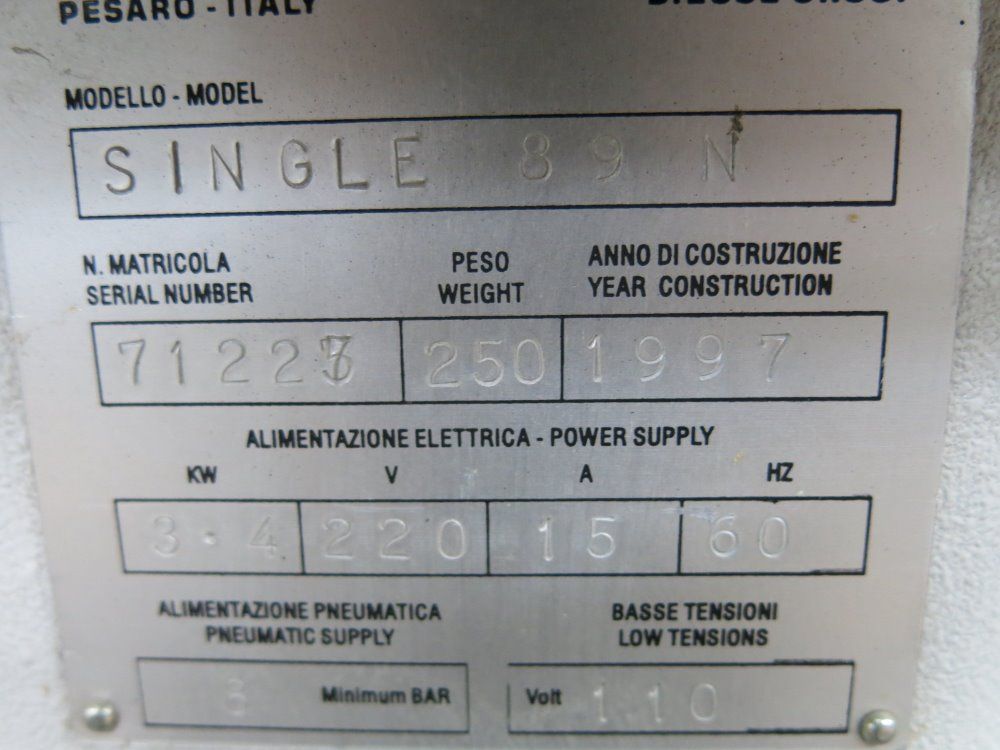 PESARO - ITALY
MODELLO - MODEL
SINGLE 89 N
N. MATRICOLA
SERIAL NUMBER
PESO
WEIGHT
ANNO DI COSTRUZIONE
YEAR CONSTRUCTION
250
1997
ALIMENTAZIONE ELETTRICA - POWER SUPPLY
KW V A HZ
3.4 220 15 60
ALIMENTAZIONE PNEUMATICA
PNEUMATIC SUPPLY
BASSE TENSIONI
LOW TENSIONS
6 Minimum BAR
Volt 110